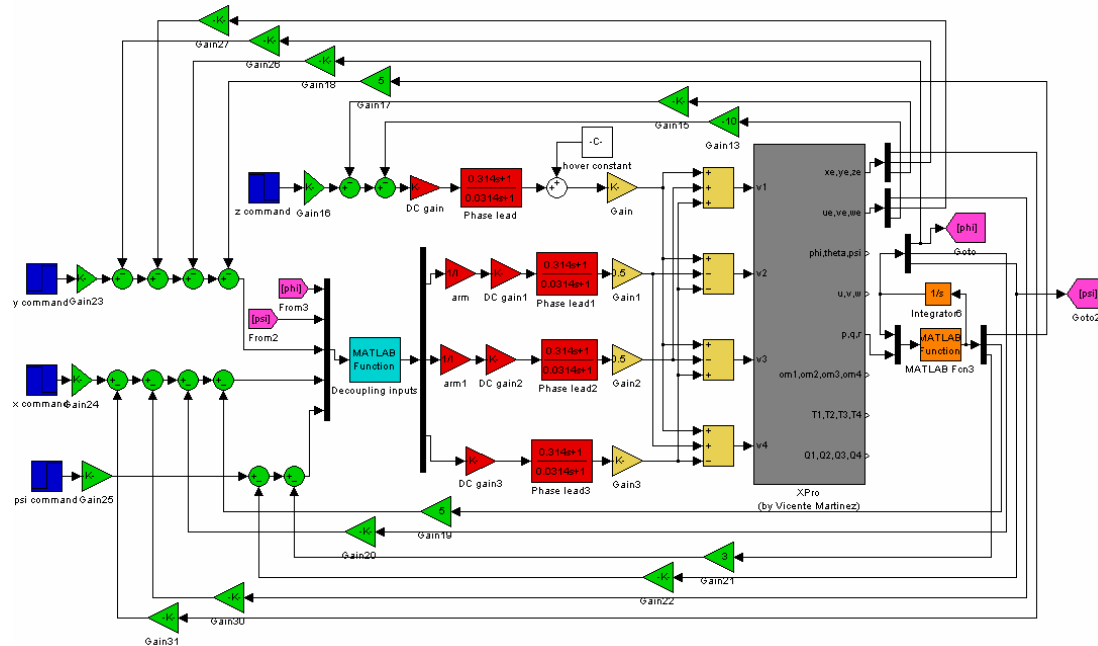 -K-
Gain27
-K-
Gain26
-K-
Gain18
5
Gain17
-K-
Gain15
-10
Gain13
-C-
hover constant
z command
K-
Gain16
K-
DC gain
0.314s+1
0.0314s+1
Phase lead
K-
Gain
v1
xe,ye,ze
ue,ve,we
[phi]
Goto
y command
K-
Gain23
[phi]
From3
[psi]
From2
1/l
arm
K-
DC gain1
0.314s+1
0.0314s+1
Phase lead1
0.5
Gain1
v2
phi,theta,psi
u,v,w
1/s
Integrator6
[psi]
Goto2
MATLAB
Function
Decoupling inputs
1/l
arm1
K-
DC gain2
0.314s+1
0.0314s+1
Phase lead2
0.5
Gain2
v3
p,q,r
MATLAB
Function
MATLAB Fcn3
om1,om2,om3,om4
x command
K-
Gain24
T1,T2,T3,T4
psi command
K-
Gain25
K-
DC gain3
0.314s+1
0.0314s+1
Phase lead3
K-
Gain3
v4
Q1,Q2,Q3,Q4
XPro
(by Vicente Martinez)
5
Gain19
-K-
Gain20
3
Gain21
-K-
Gain22
-K-
Gain30
-K-
Gain31